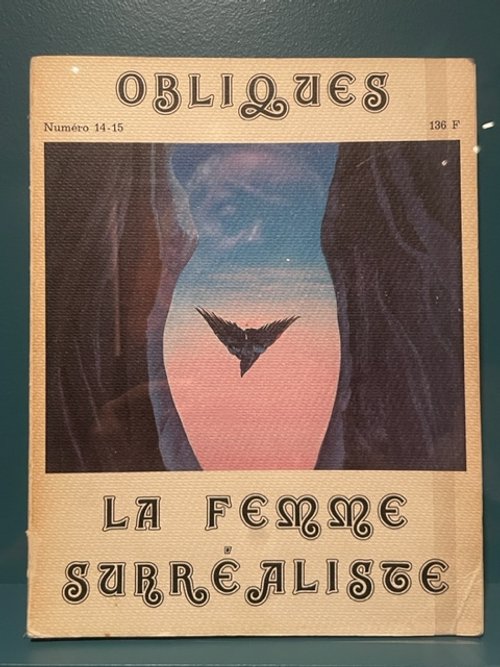 OBLIQUES
Numéro 14-15 136 F
LA FEMME
SURRÉALISTE